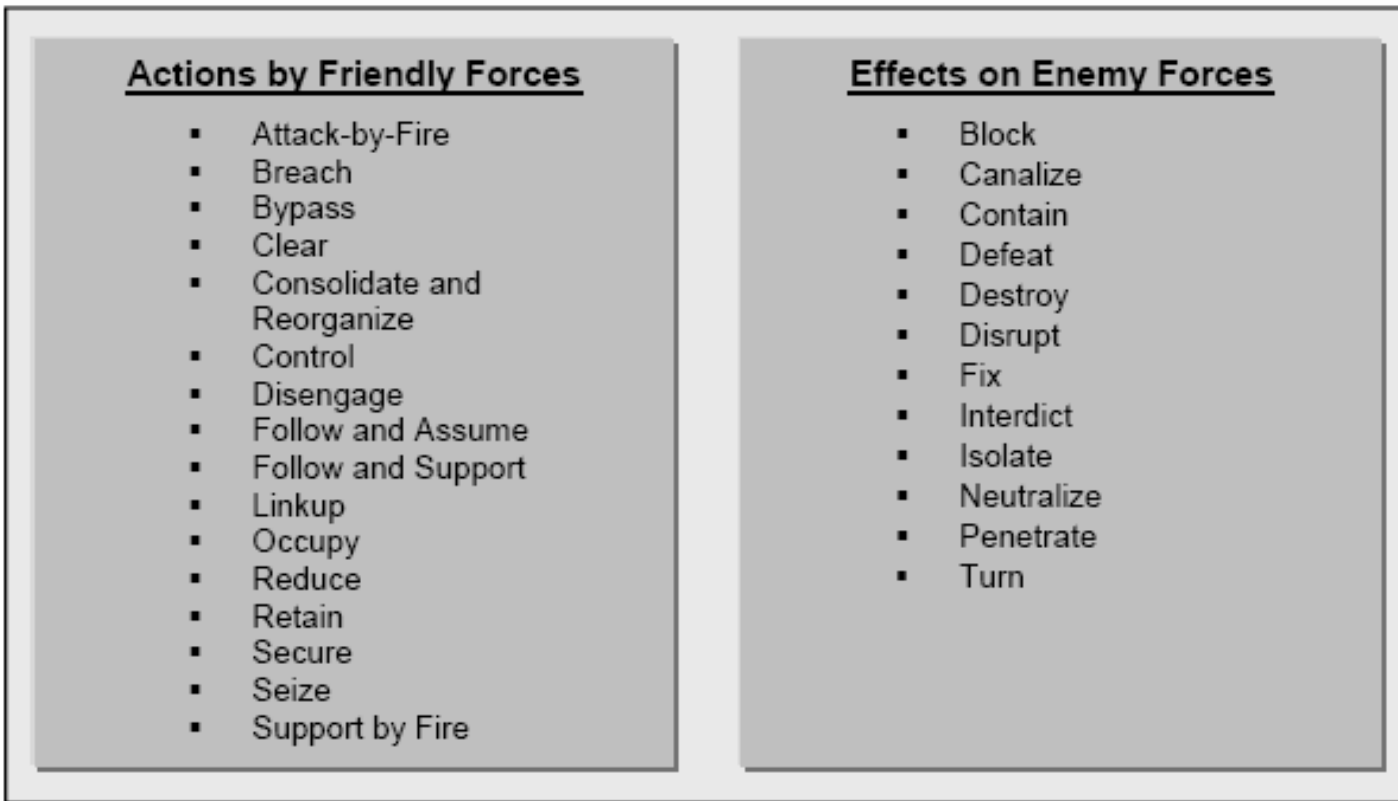 Actions by Friendly Forces
▪ Attack-by-Fire
▪ Breach
▪ Bypass
▪ Clear
▪ Consolidate and
Reorganize
▪ Control
▪ Disengage
▪ Follow and Assume
▪ Follow and Support
▪ Linkup
▪ Occupy
▪ Reduce
▪ Retain
▪ Secure
▪ Seize
▪ Support by Fire
Effects on Enemy Forces
▪ Block
▪ Canalize
▪ Contain
▪ Defeat
▪ Destroy
▪ Disrupt
▪ Fix
▪ Interdict
▪ Isolate
▪ Neutralize
▪ Penetrate
▪ Turn